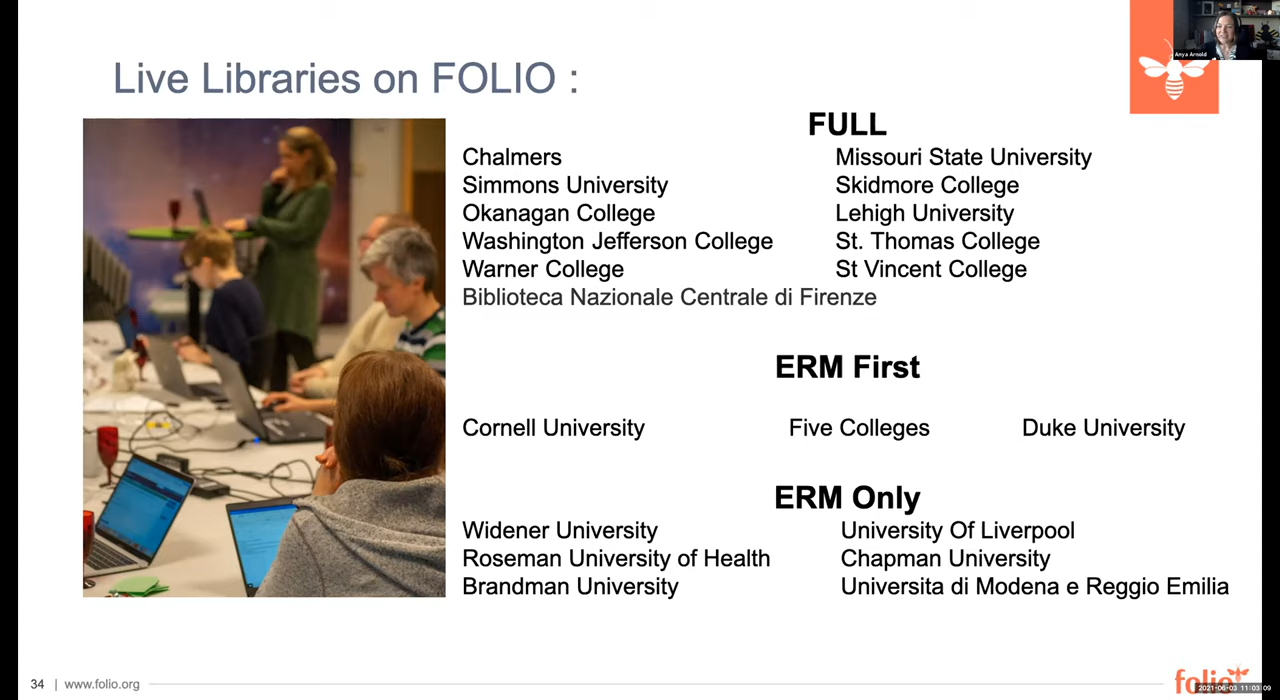 Anya Arnold
Live Libraries on FOLIO :
FULL
Chalmers
Simmons University
Okanagan College
Washington Jefferson College
Warner College
Biblioteca Nazionale Centrale di Firenze
Missouri State University
Skidmore College
Lehigh University
St. Thomas College
St Vincent College
ERM First
Cornell University
Five Colleges
Duke University
ERM Only
Widener University
Roseman University of Health
Brandman University
University Of Liverpool
Chapman University
Universita di Modena e Reggio Emilia
34 | www.folio.org
folio
2021-06-03 11:03:09